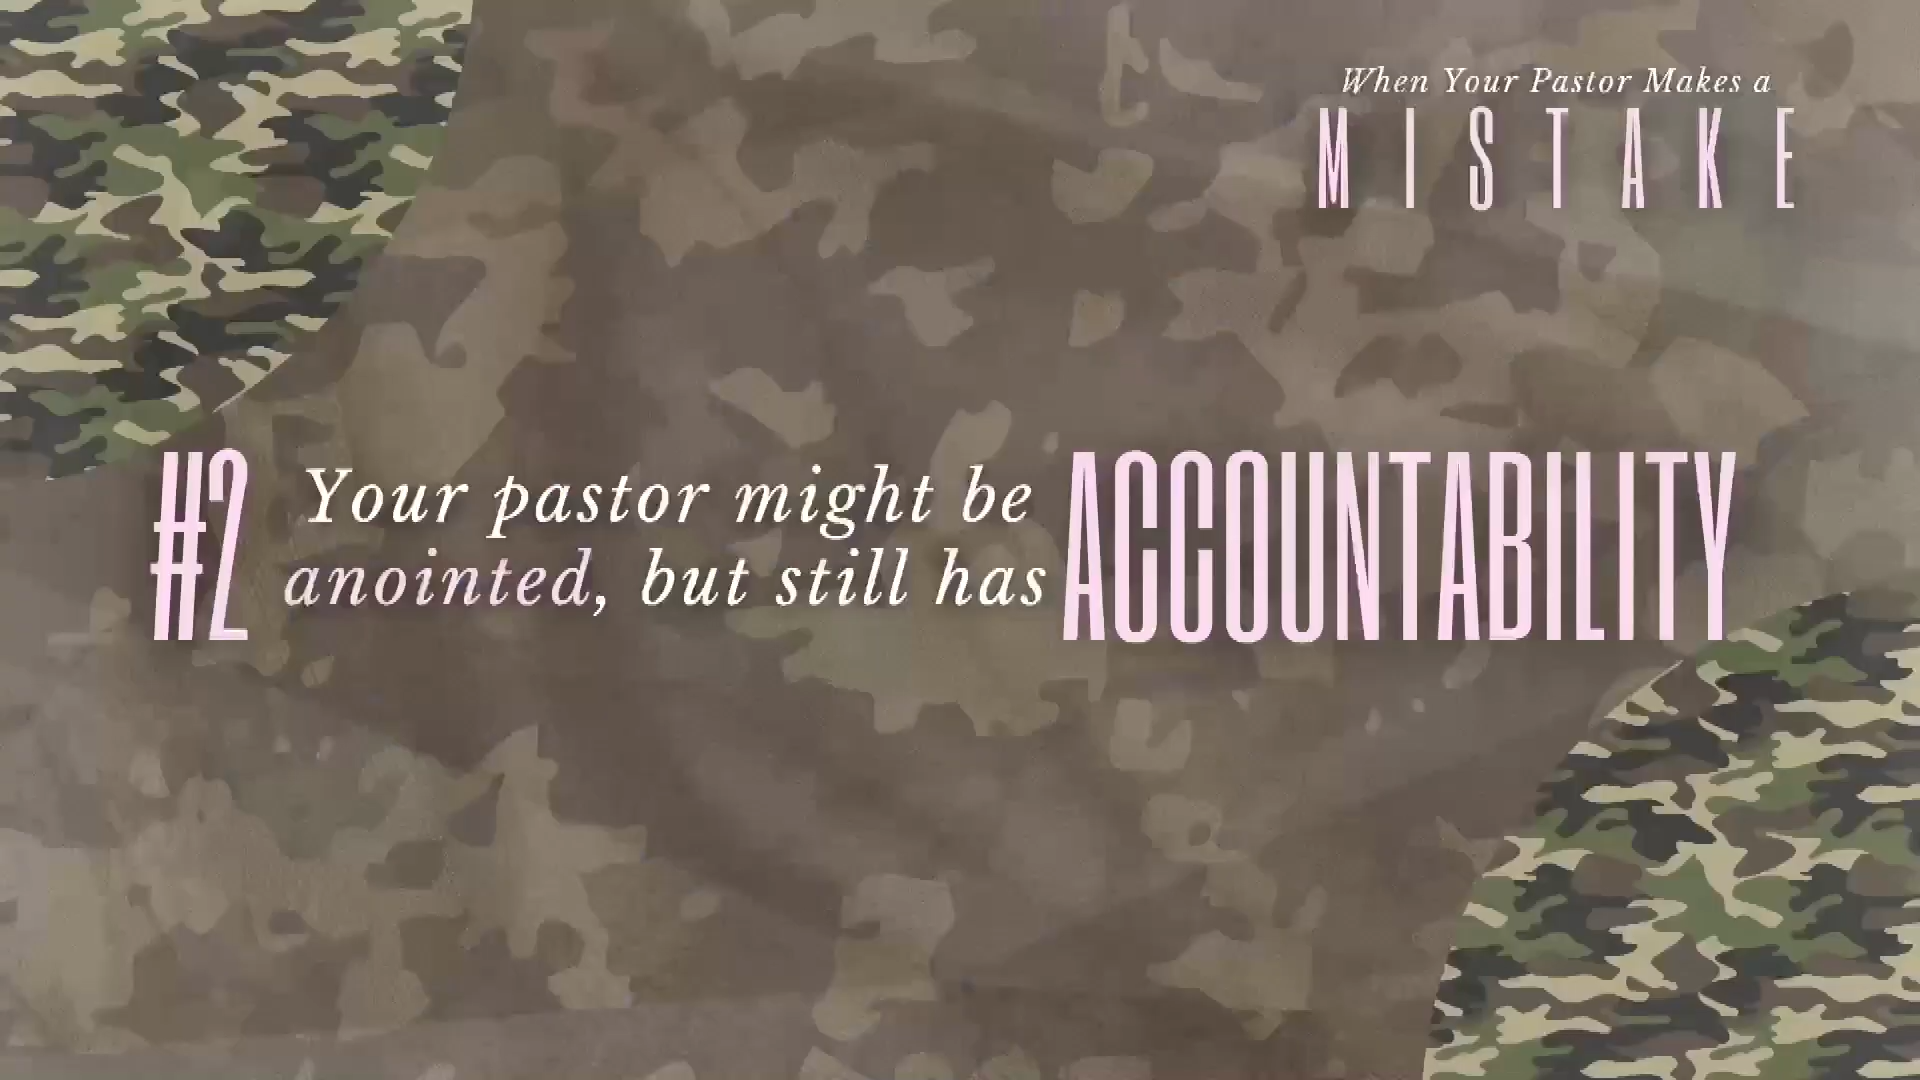 When Your Pastor Makes a
MISTAKE
#2 Your pastor might be
anointed, but still has ACCOUNTABILITY